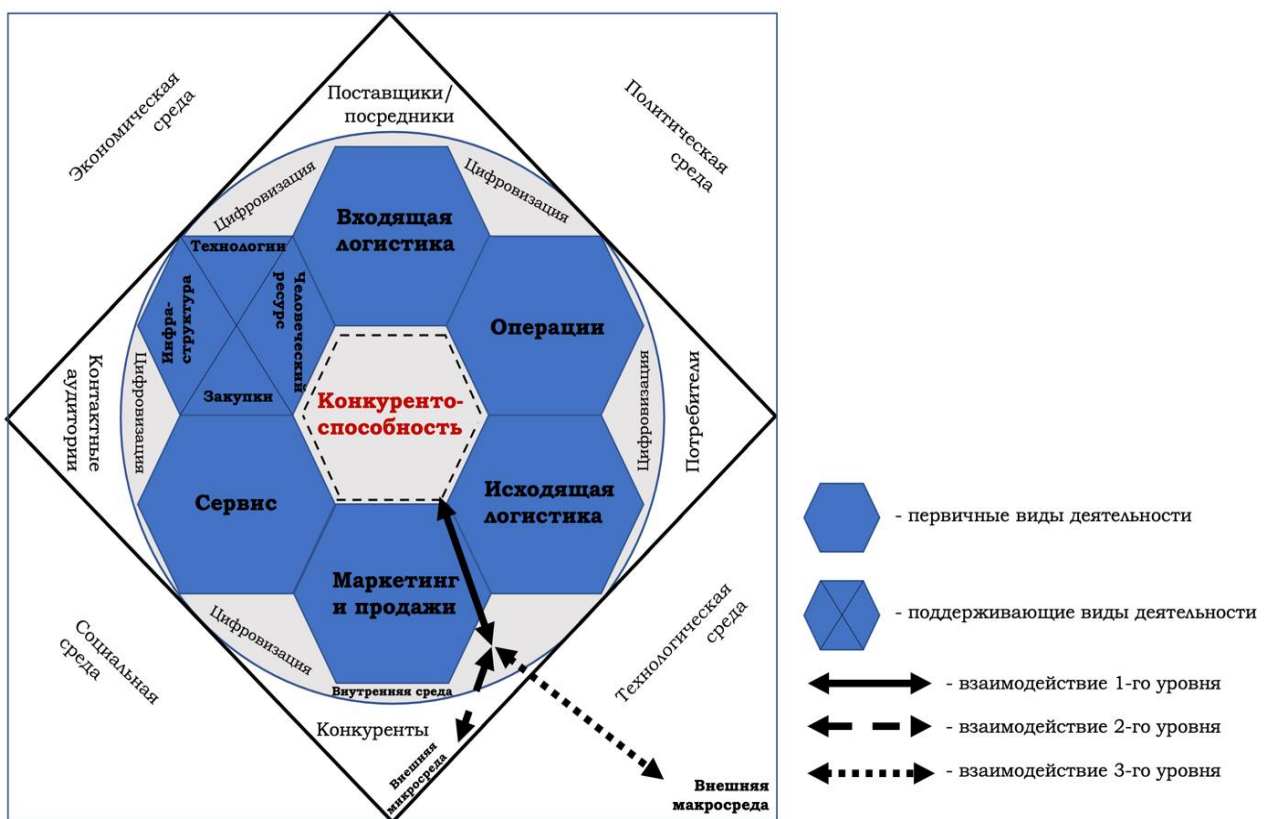 Экономическая
среда
Поставщики/
посредники
Политическая
среда
Цифровизация
Цифровизация
Входящая
логистика
Технологии
Инфра-
структура
Человеческий
ресурс
Закупки
Операции
Контактные
аудитории
Цифровизация
Конкуренто-
способность
Цифровизация
Потребители
Сервис
Исходящая
логистика
Маркетинг
и продажи
Цифровизация
Внутренняя среда
Социальная
среда
Технологическая
среда
Конкуренты
Внешняя
микросреда
Внешняя
макросреда
- первичные виды деятельности
- поддерживающие виды деятельности
- взаимодействие 1-го уровня
- взаимодействие 2-го уровня
- взаимодействие 3-го уровня